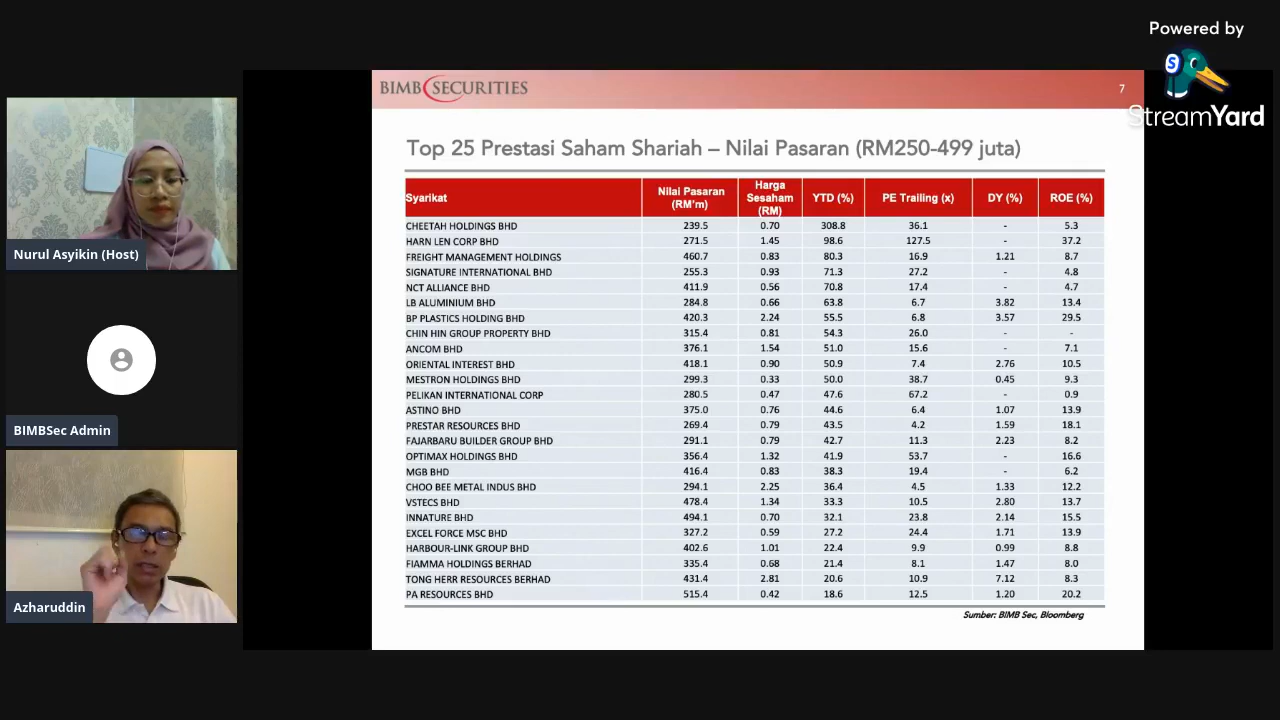 Powered by
StreamYard
Nurul Asyikin (Host)
BIMBSec Admin
Azharuddin
BIMB SECURITIES
7
Top 25 Prestasi Saham Shariah – Nilai Pasaran (RM250-499 juta)
Syarikat Nilai Pasaran (RM'm) Harga Sesaham (RM) YTD (%) PE Trailing (x) DY (%) ROE (%)
CHEETAH HOLDINGS BHD 239.5 0.70 308.8 36.1 - 5.3
HARN LEN CORP BHD 271.5 1.45 98.6 127.5 - 37.2
FREIGHT MANAGEMENT HOLDINGS 460.7 0.83 80.3 16.9 1.21 8.7
SIGNATURE INTERNATIONAL BHD 255.3 0.93 71.3 27.2 - 4.8
NCT ALLIANCE BHD 411.9 0.56 70.8 17.4 - 4.7
LB ALUMINIUM BHD 284.8 0.66 63.8 6.7 3.82 13.4
BP PLASTICS HOLDING BHD 420.3 2.24 55.5 6.8 3.57 29.5
CHIN HIN GROUP PROPERTY BHD 315.4 0.81 54.3 26.0 - -
ANCOM BHD 376.1 1.54 51.0 15.6 - 7.1
ORIENTAL INTEREST BHD 418.1 0.90 50.9 7.4 2.76 10.5
MESTRON HOLDINGS BHD 299.3 0.33 50.0 38.7 0.45 9.3
PELIKAN INTERNATIONAL CORP 280.5 0.47 47.6 67.2 - 0.9
ASTINO BHD 375.0 0.76 44.6 6.4 1.07 13.9
PRESTAR RESOURCES BHD 269.4 0.79 43.5 4.2 1.59 18.1
FAJARBARU BUILDER GROUP BHD 291.1 0.79 42.7 11.3 2.23 8.2
OPTIMAX HOLDINGS BHD 356.4 1.32 41.9 53.7 - 16.6
MGB BHD 416.4 0.83 38.3 19.4 - 6.2
CHOO BEE METAL INDUS BHD 294.1 2.25 36.4 4.5 1.33 12.2
VSTECS BHD 478.4 1.34 33.3 10.5 2.80 13.7
INNATURE BHD 494.1 0.70 32.1 23.8 2.14 15.5
EXCEL FORCE MSC BHD 327.2 0.59 27.2 24.4 1.71 13.9
HARBOUR-LINK GROUP BHD 402.6 1.01 22.4 9.9 0.99 8.8
FIAMMA HOLDINGS BERHAD 335.4 0.68 21.4 8.1 1.47 8.0
TONG HERR RESOURCES BERHAD 431.4 2.81 20.6 10.9 7.12 8.3
PA RESOURCES BHD 515.4 0.42 18.6 12.5 1.20 20.2
Sumber: BIMB Sec, Bloomberg